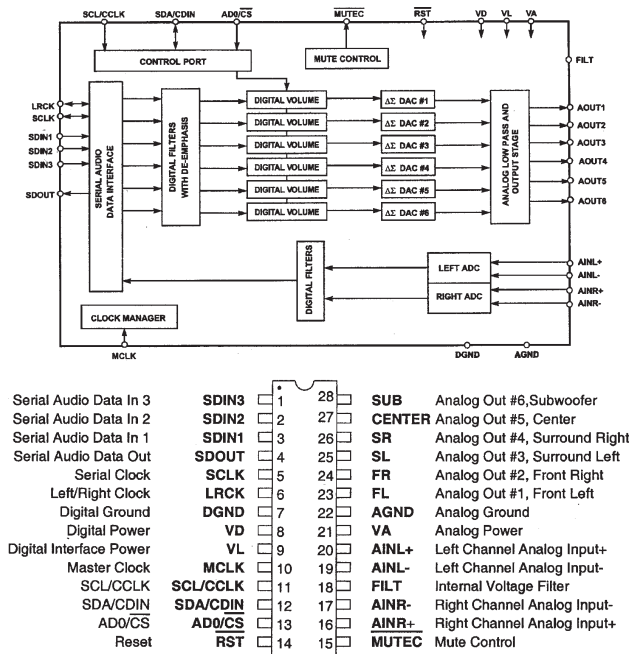 SCL/CCLK SDA/CDIN AD0/CS MUTEC RST VD VL VA
CONTROL PORT
MUTE CONTROL
FILT
LRCK
SCLK
SDIN1
SDIN2
SDIN3
SDOUT
SERIAL AUDIO
DATA INTERFACE
DIGITAL FILTERS
WITH DE-EMPHASIS
DIGITAL VOLUME ΔΣ DAC #1
DIGITAL VOLUME ΔΣ DAC #2
DIGITAL VOLUME ΔΣ DAC #3
DIGITAL VOLUME ΔΣ DAC #4
DIGITAL VOLUME ΔΣ DAC #5
DIGITAL VOLUME ΔΣ DAC #6
ANALOG LOW PASS AND
OUTPUT STAGE
AOUT1
AOUT2
AOUT3
AOUT4
AOUT5
AOUT6
DIGITAL FILTERS
LEFT ADC
RIGHT ADC
AINL+
AINL-
AINR+
AINR-
CLOCK MANAGER
MCLK DGND AGND
Serial Audio Data In 3 SDIN3 1 28 SUB Analog Out #6,Subwoofer
Serial Audio Data In 2 SDIN2 2 27 CENTER Analog Out #5, Center
Serial Audio Data In 1 SDIN1 3 26 SR Analog Out #4, Surround Right
Serial Audio Data Out SDOUT 4 25 SL Analog Out #3, Surround Left
Serial Clock SCLK 5 24 FR Analog Out #2, Front Right
Left/Right Clock LRCK 6 23 FL Analog Out #1, Front Left
Digital Ground DGND 7 22 AGND Analog Ground
Digital Power VD 8 21 VA Analog Power
Digital Interface Power VL 9 20 AINL+ Left Channel Analog Input+
Master Clock MCLK 10 19 AINL- Left Channel Analog Input-
SCL/CCLK SCL/CCLK 11 18 FILT Internal Voltage Filter
SDA/CDIN SDA/CDIN 12 17 AINR- Right Channel Analog Input-
AD0/CS AD0/CS 13 16 AINR+ Right Channel Analog Input+
Reset RST 14 15 MUTEC Mute Control